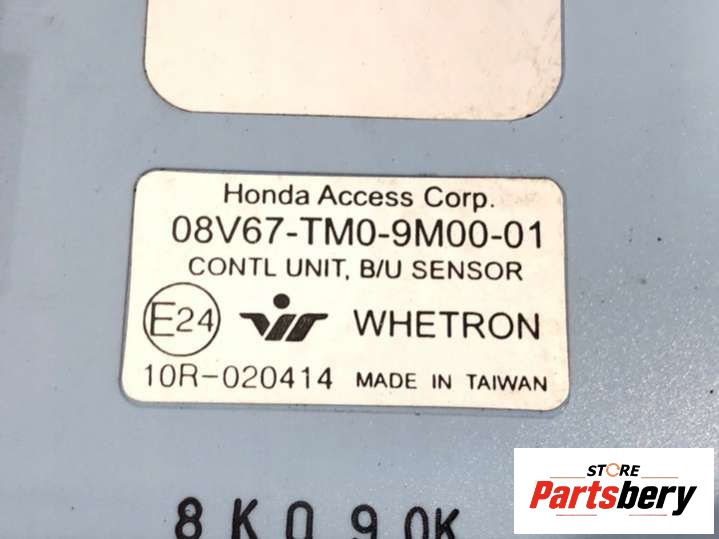 Honda Access Corp.
08V67-TM0-9M00-01
CONTL UNIT, B/U SENSOR
E24 WHETRON
10R-020414 MADE IN TAIWAN
8K090K
STORE
Partsbery